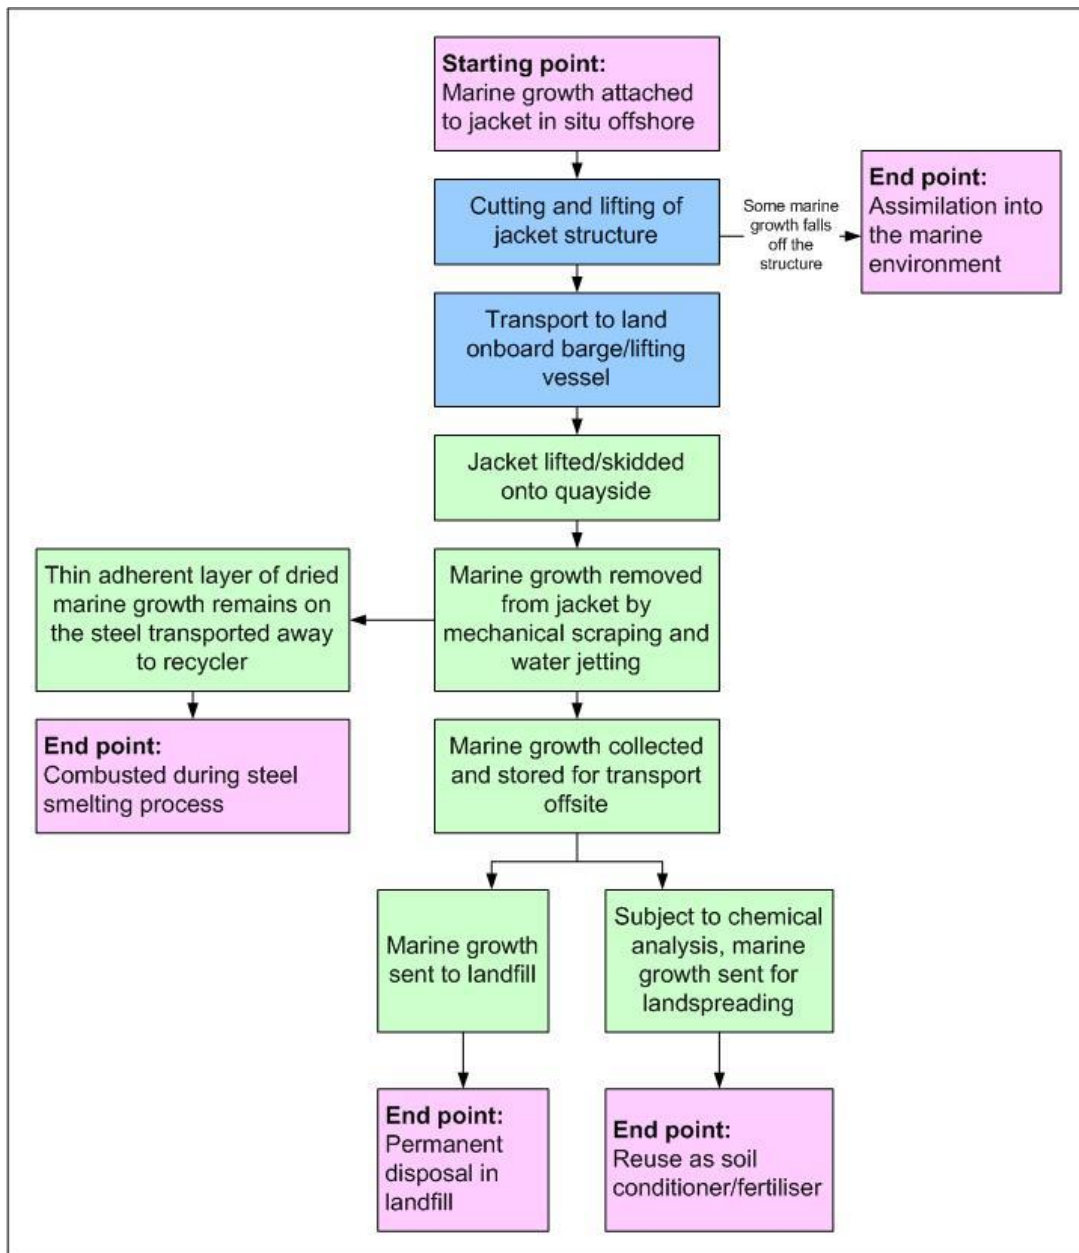 Starting point:
Marine growth attached
to jacket in situ offshore
Cutting and lifting of
jacket structure
Some marine
growth falls
off the
structure
End point:
Assimilation into
the marine
environment
Transport to land
onboard barge/lifting
vessel
Jacket lifted/skidded
onto quayside
Thin adherent layer of dried
marine growth remains on
the steel transported away
to recycler
Marine growth removed
from jacket by
mechanical scraping and
water jetting
End point:
Combusted during steel
smelting process
Marine growth collected
and stored for transport
offsite
Marine growth
sent to landfill
Subject to chemical
analysis, marine
growth sent for
landspreading
End point:
Permanent
disposal in
landfill
End point:
Reuse as soil
conditioner/fertiliser